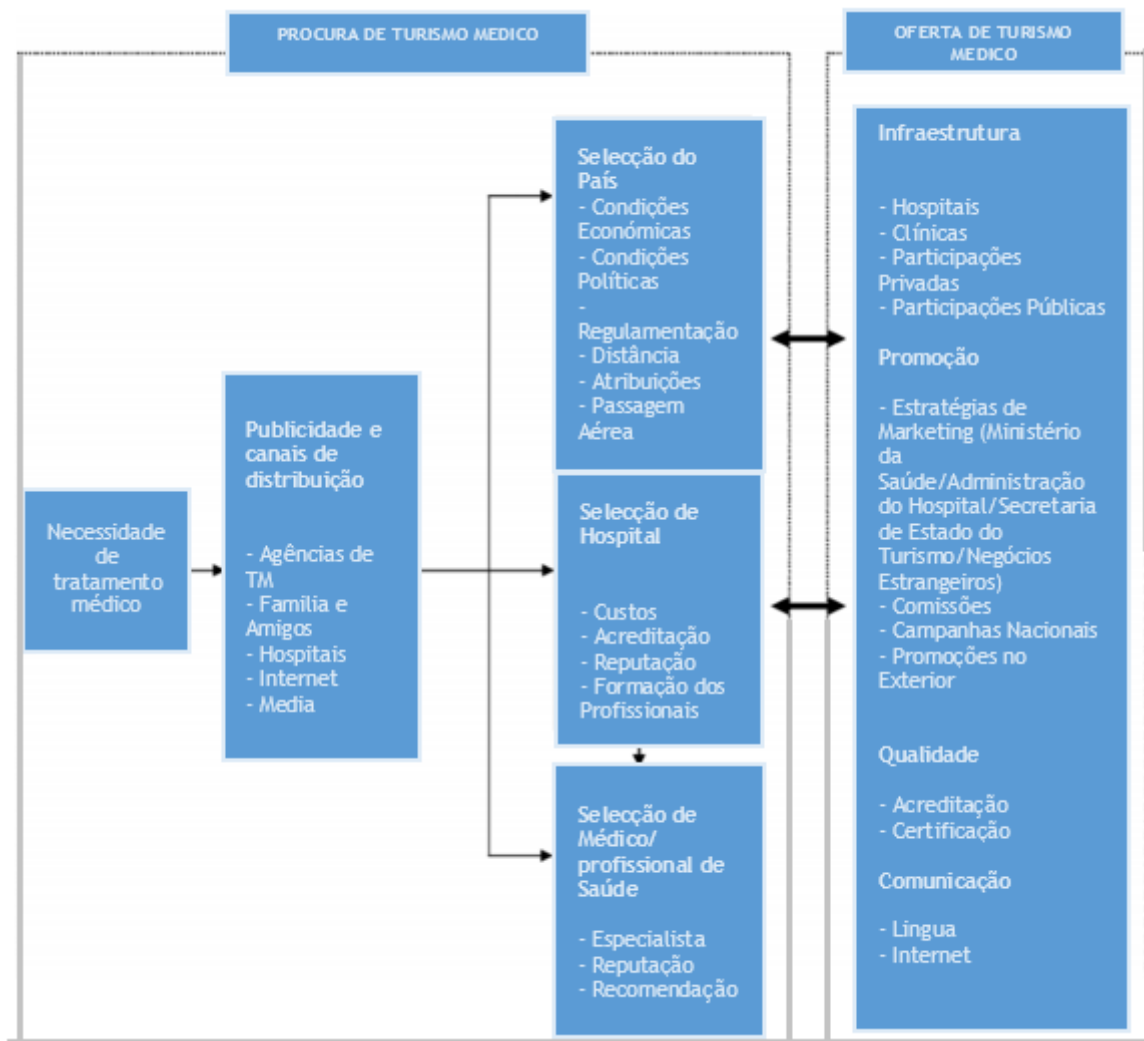 PROCURA DE TURISMO MEDICO
OFERTA DE TURISMO
MEDICO
Necessidade
de
tratamento
médico
Publicidade e
canais de
distribuição
- Agências de
TM
- Familia e
Amigos
- Hospitais
- Internet
- Media
Selecção do
País
- Condições
Económicas
- Condições
Políticas
-
Regulamentação
- Distância
- Atribuições
- Passagem
Aérea
Selecção de
Hospital
- Custos
- Acreditação
- Reputação
- Formação dos
Profissionais
Selecção de
Médico/
profissional de
Saúde
- Especialista
- Reputação
- Recomendação
Infraestrutura
- Hospitais
- Clínicas
- Participações
Privadas
- Participações Públicas
Promoção
- Estratégias de
Marketing (Ministério
da
Saúde/Administração
do Hospital/Secretaria
de Estado do
Turismo/Negócios
Estrangeiros)
- Comissões
- Campanhas Nacionais
- Promoções no
Exterior
Qualidade
- Acreditação
- Certificação
Comunicação
- Lingua
- Internet